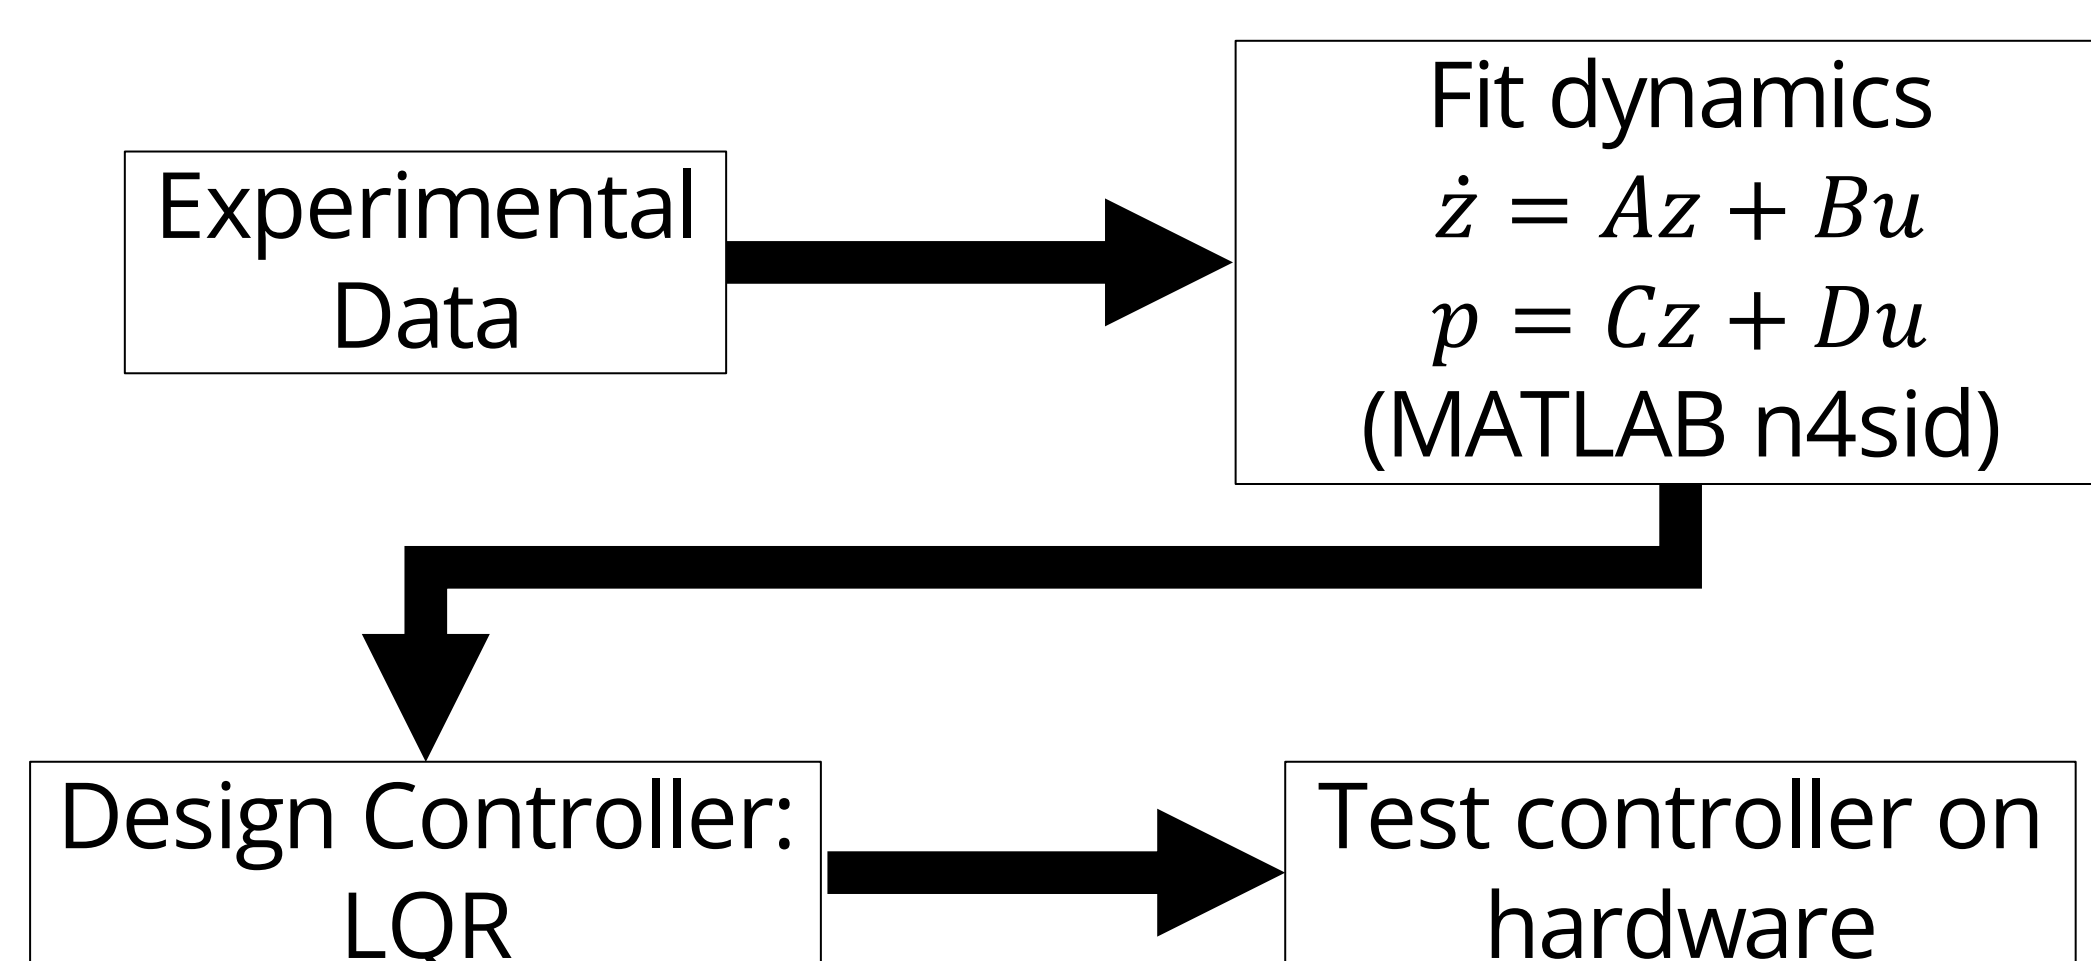 Experimental
Data
Fit dynamics
ż = Az + Bu
p = Cz + Du
(MATLAB n4sid)
Design Controller:
LQR
Test controller on
hardware